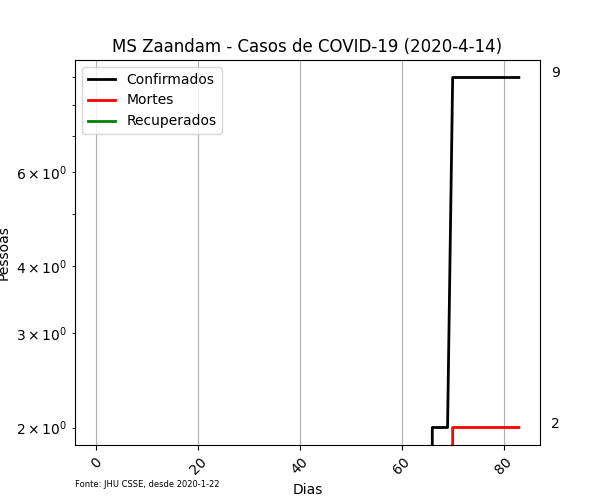 MS Zaandam - Casos de COVID-19 (2020-4-14)
Confirmados
Mortes
Recuperados
9
6 × 10⁰
4 × 10⁰
3 × 10⁰
2 × 10⁰
2
Pessoas
0 20 40 60 80
Dias
Fonte: JHU CSSE, desde 2020-1-22